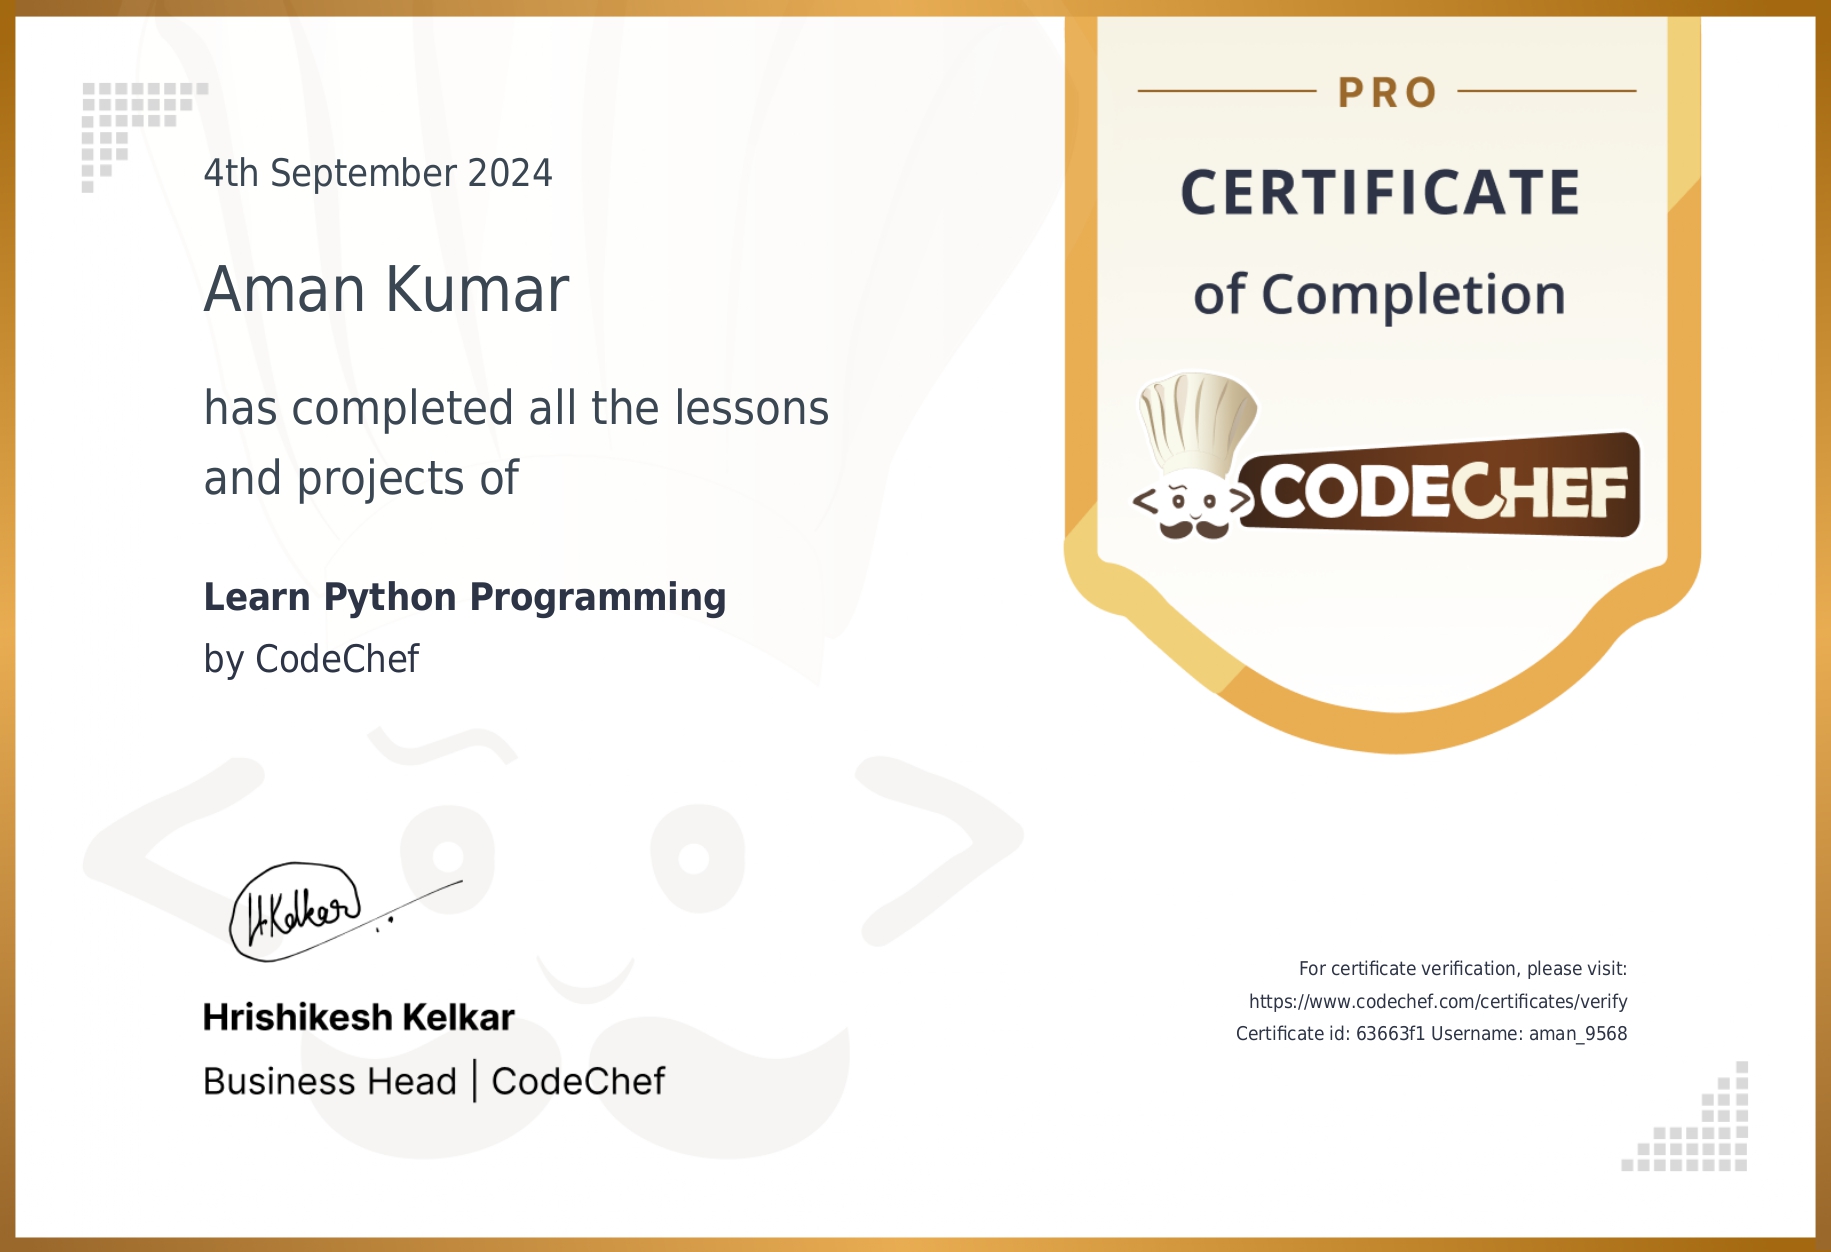 4th September 2024
Aman Kumar
has completed all the lessons
and projects of
Learn Python Programming
by CodeChef
HKelkar
Hrishikesh Kelkar
Business Head | CodeChef
PRO
CERTIFICATE
of Completion
CODECHEF
For certificate verification, please visit:
https://www.codechef.com/certificates/verify
Certificate id: 63663f1 Username: aman_9568